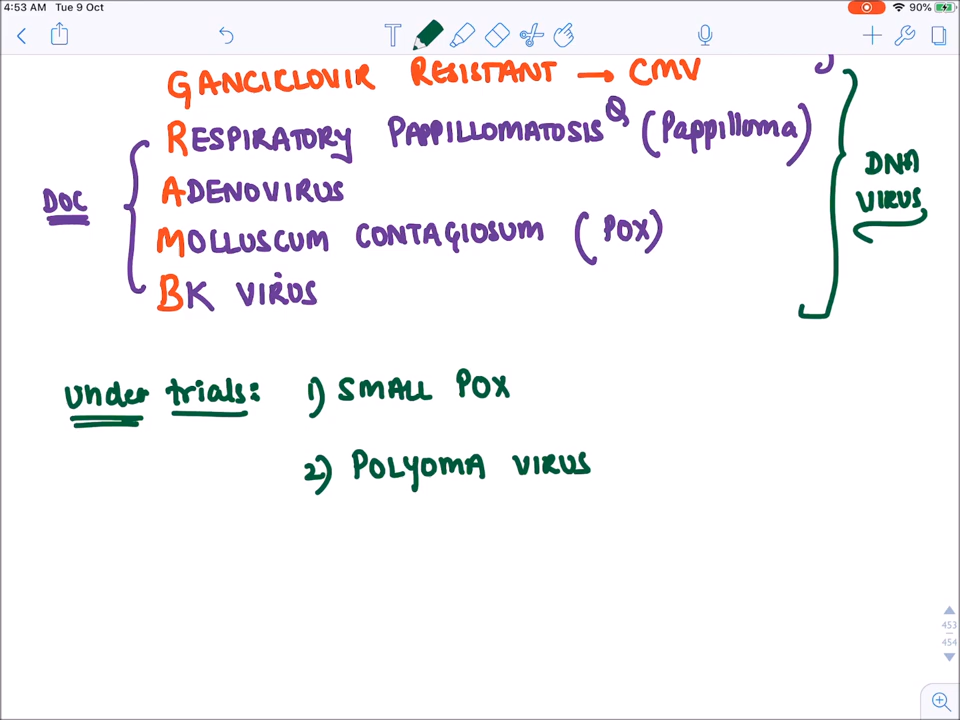 4:53 AM Tue 9 Oct 90%
T
GANCICLOVIR RESISTANT → CMV
RESPIRATORY PAPPILLOMATOSIS Q (Pappilloma)
ADENOVIRUS
DOC
MOLLUSCUM CONTAGIOSUM (POX)
BK VIRUS
DNA
VIRUS
Under trials: 1) SMALL POX
2) POLYOMA VIRUS
453
454